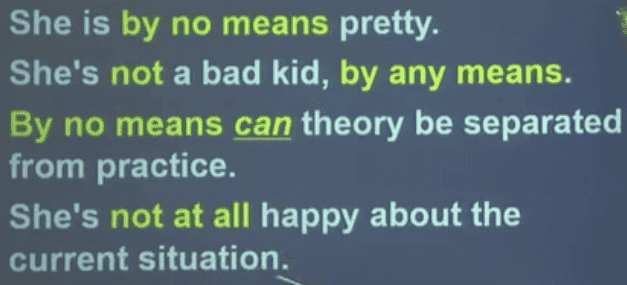 She is by no means pretty.
She's not a bad kid, by any means.
By no means can theory be separated
from practice.
She's not at all happy about the
current situation.